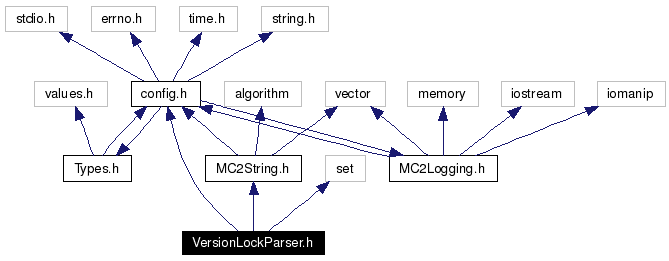 stdio.h
errno.h
time.h
string.h
values.h
config.h
algorithm
vector
memory
iostream
iomanip
Types.h
MC2String.h
set
MC2Logging.h
VersionLockParser.h